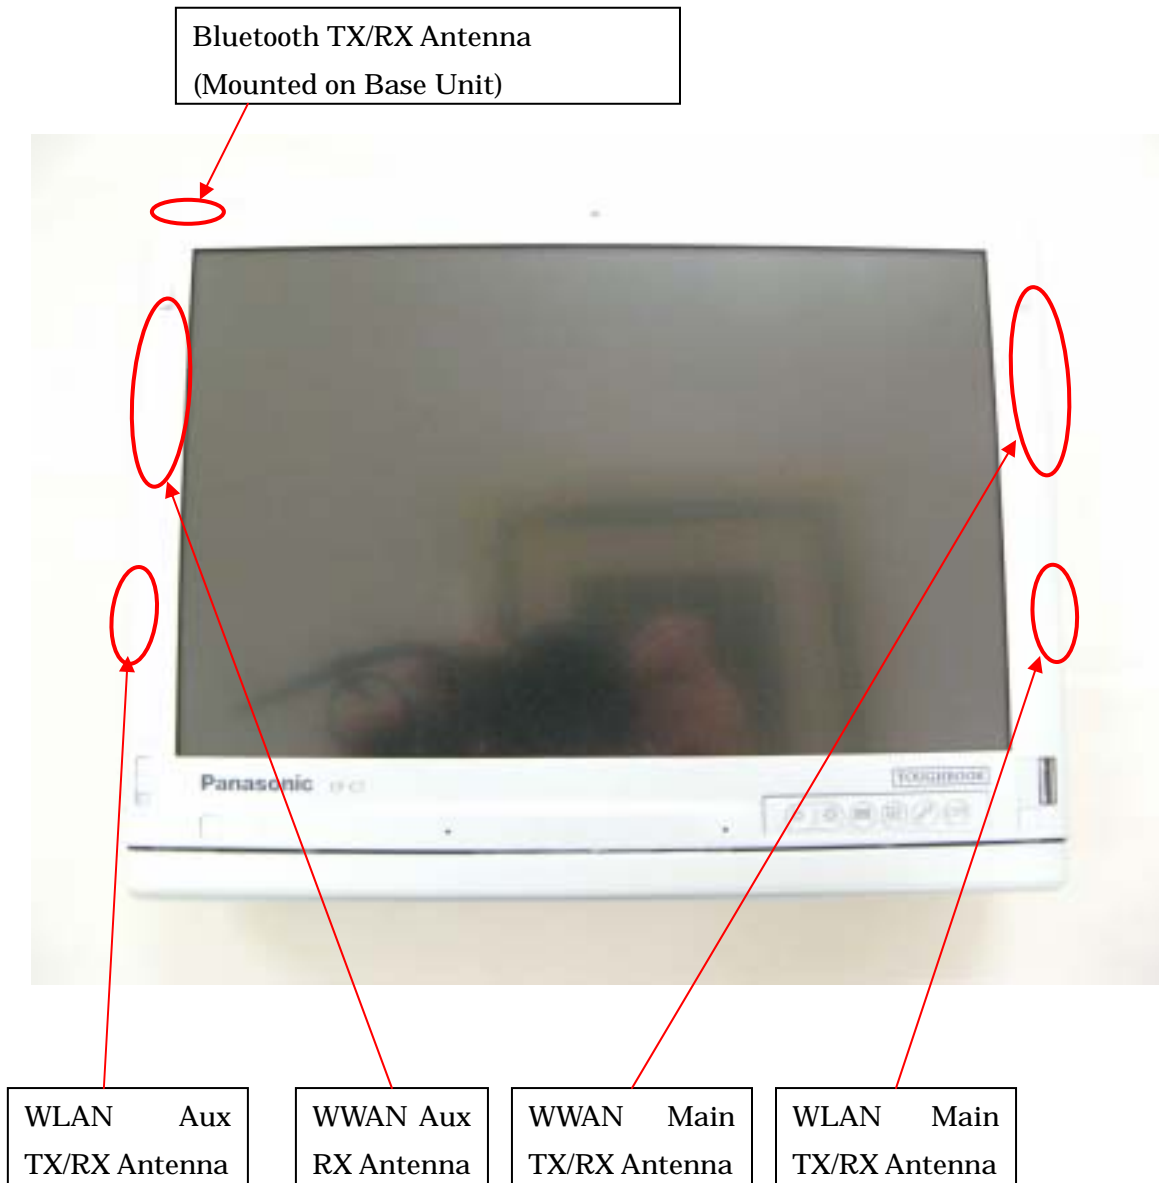 Bluetooth TX/RX Antenna
(Mounted on Base Unit)
Panasonic
TOUGHBOOK
WLAN Aux
TX/RX Antenna
WWAN Aux
RX Antenna
WWAN Main
TX/RX Antenna
WLAN Main
TX/RX Antenna